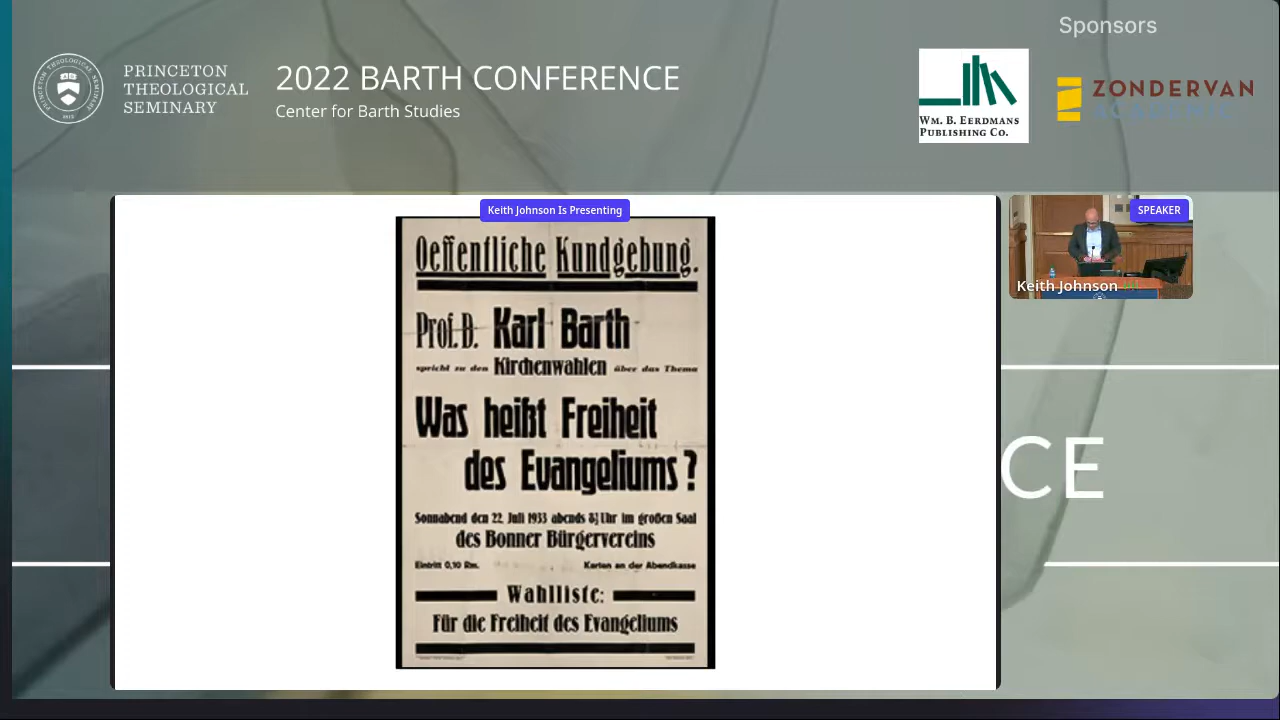 Sponsors
PRINCETON
THEOLOGICAL
SEMINARY
2022 BARTH CONFERENCE
Center for Barth Studies
WM. B. EERDMANS
PUBLISHING CO.
ZONDERVAN
ACADEMIC
Keith Johnson Is Presenting
SPEAKER
Keith Johnson
Oeffentliche Kundgebung.
Prof. D. Karl Barth
spricht zu den Kirchenwahlen über das Thema
Was heißt Freiheit
des Evangeliums?
Sonnabend den 22. Juli 1933 abends 8½ Uhr im großen Saal
des Bonner Bürgervereins
Eintritt 0,10 Rm. Karten an der Abendkasse
Wahlliste:
Für die Freiheit des Evangeliums
CE